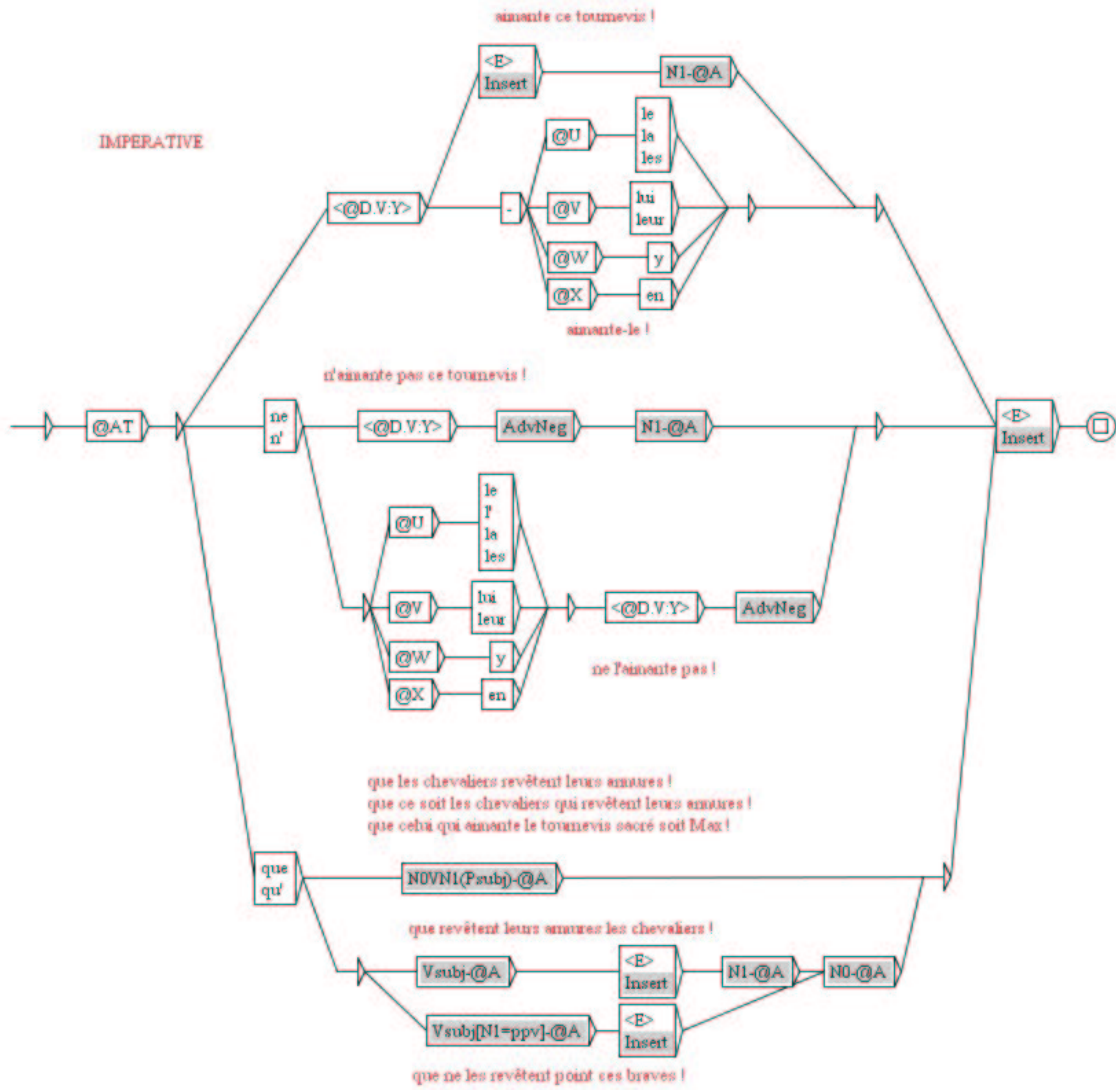 aimante ce tournevis !
<E>
Insert
N1-@A
IMPERATIVE
@U
le
la
les
<@D.V:Y>
-
@V
lui
leur
@W
y
@X
en
aimante-le !
n'aimante pas ce tournevis !
@AT
ne
n'
<@D.V:Y>
AdvNeg
N1-@A
<E>
Insert
@U
le
l'
la
les
@V
lui
leur
<@D.V:Y>
AdvNeg
@W
y
ne l'aimante pas !
@X
en
que les chevaliers revêtent leurs armures !
que ce soit les chevaliers qui revêtent leurs armures !
que celui qui aimante le tournevis sacré soit Max !
que
qu'
N0VN1(Psubj)-@A
que revêtent leurs armures les chevaliers !
Vsubj-@A
<E>
Insert
N1-@A
N0-@A
Vsubj[N1=ppv]-@A
<E>
Insert
que ne les revêtent point ces braves !